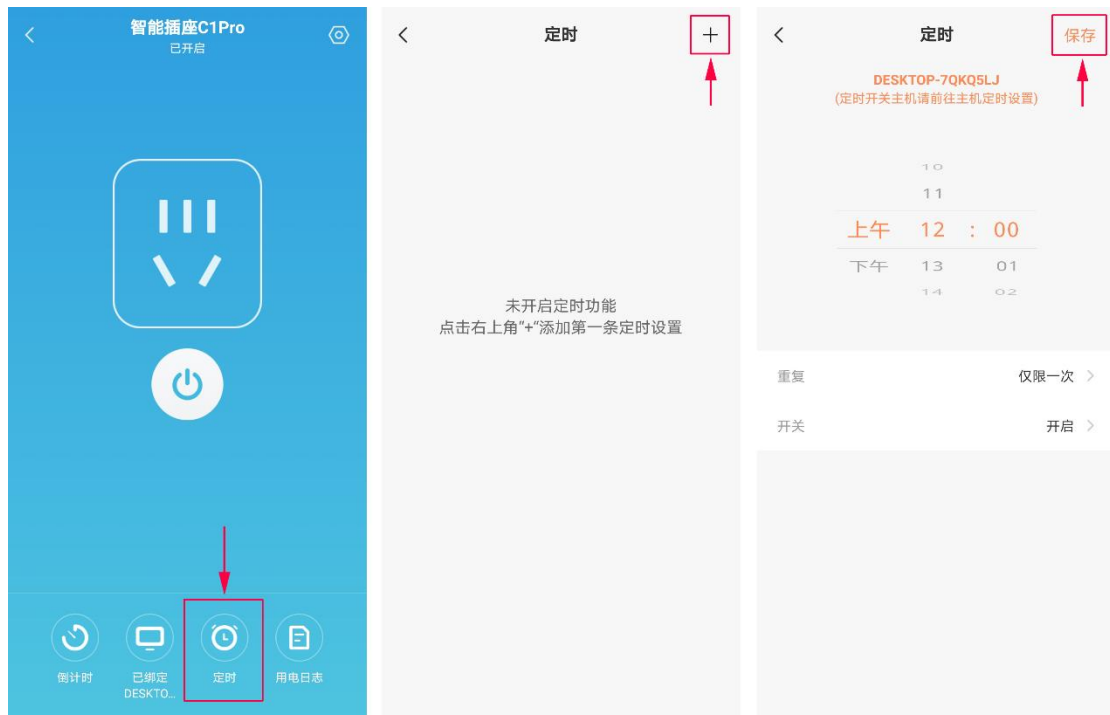 智能插座C1Pro
已开启
倒计时
已绑定
DESKTO...
定时
用电日志
定时
+
未开启定时功能
点击右上角"+"添加第一条定时设置
定时
保存
DESKTOP-7QKQ5LJ
(定时开关主机请前往主机定时设置)
10
11
上午 12 : 00
下午 13 01
14 02
重复 仅限一次
开关 开启